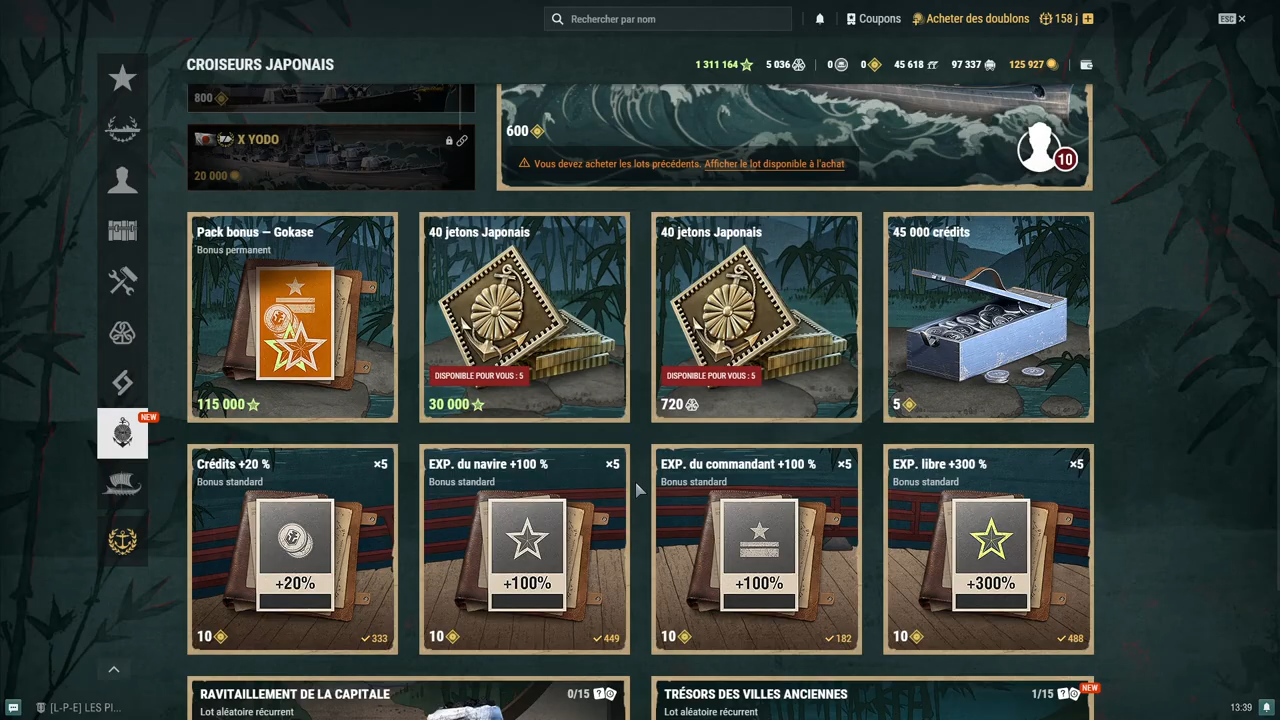 Rechercher par nom
Coupons
Acheter des doublons
158 j
ESC
CROISEURS JAPONAIS
1 311 164
5 036
0
0
45 618
97 337
125 927
800
X YODO
20 000
600
Vous devez acheter les lots précédents. Afficher le lot disponible à l'achat
10
Pack bonus – Gokase
Bonus permanent
115 000
40 jetons Japonais
DISPONIBLE POUR VOUS : 5
30 000
40 jetons Japonais
DISPONIBLE POUR VOUS : 5
720
45 000 crédits
5
NEW
Crédits +20 %
×5
Bonus standard
+20%
10
333
EXP. du navire +100 %
×5
Bonus standard
+100%
10
449
EXP. du commandant +100 %
×5
Bonus standard
+100%
10
182
EXP. libre +300 %
×5
Bonus standard
+300%
10
488
RAVITAILLEMENT DE LA CAPITALE
0/15
Lot aléatoire récurrent
TRÉSORS DES VILLES ANCIENNES
1/15
NEW
Lot aléatoire récurrent
[L-P-E] LES PI...
13:39